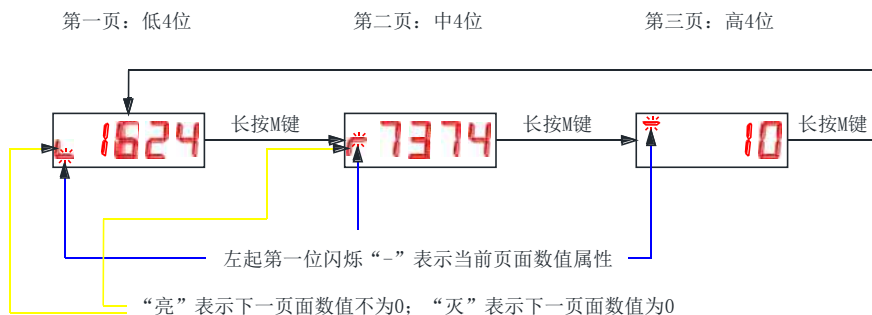 第一页：低4位 第二页：中4位 第三页：高4位
1624 长按M键 7374 长按M键 10 长按M键
左起第一位闪烁“-”表示当前页面数值属性
“亮”表示下一页面数值不为0；“灭”表示下一页面数值为0